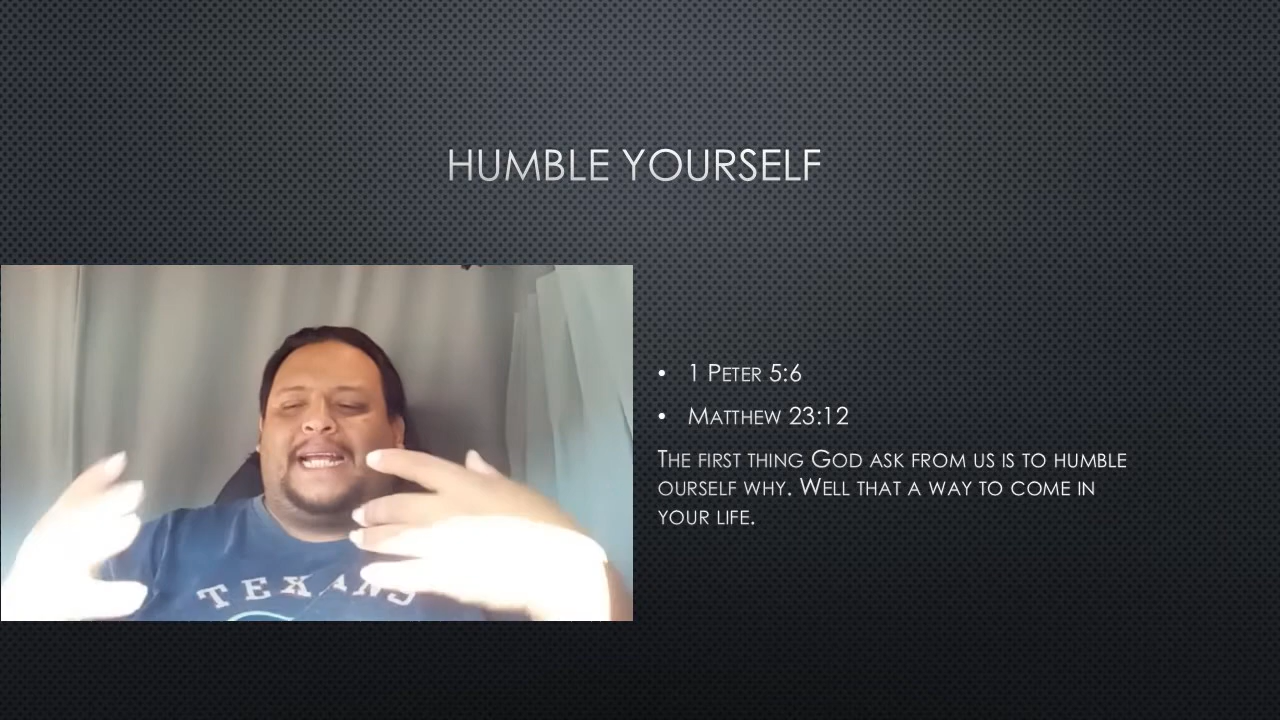 HUMBLE YOURSELF
• 1 PETER 5:6
• MATTHEW 23:12
THE FIRST THING GOD ASK FROM US IS TO HUMBLE
OURSELF WHY. WELL THAT A WAY TO COME IN
YOUR LIFE.
TEXANS